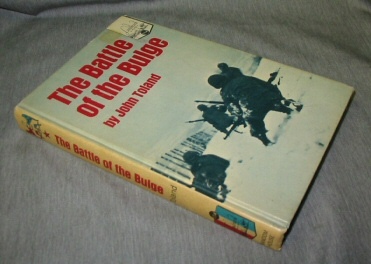 The Battle
of the Bulge
by John Toland
The Battle of the Bulge
Toland